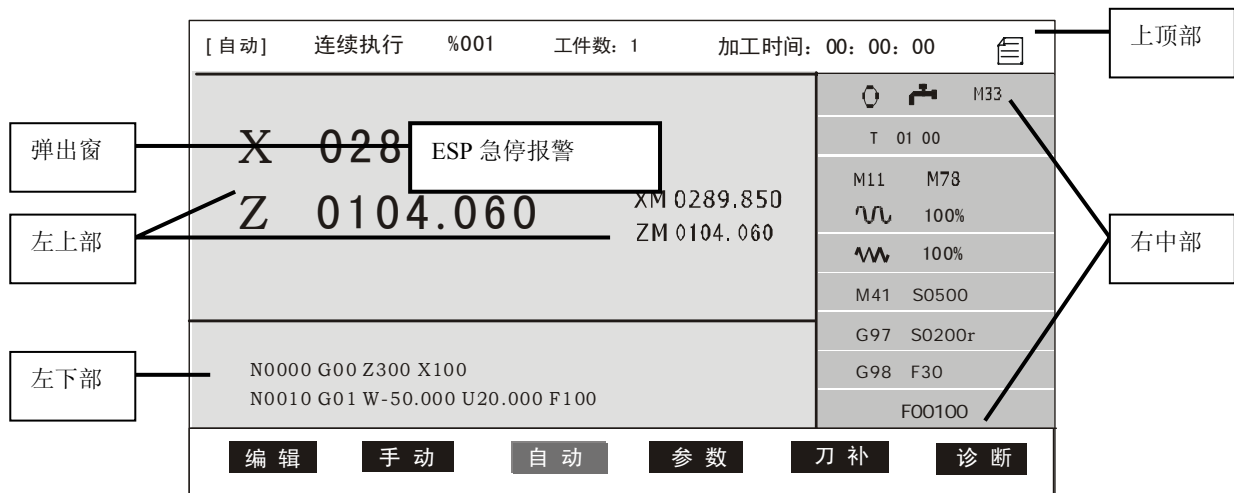 [自动] 连续执行 %001 工件数：1 加工时间：00：00：00
上顶部
M33
弹出窗
X 028
ESP 急停报警
T 01 00
M11 M78
Z 0104.060
XM 0289.850
100%
左上部
ZM 0104.060
右中部
100%
M41 S0500
G97 S0200r
左下部
N0000 G00 Z300 X100
G98 F30
N0010 G01 W-50.000 U20.000 F100
F00100
编辑 手动 自动 参数 刀补 诊断